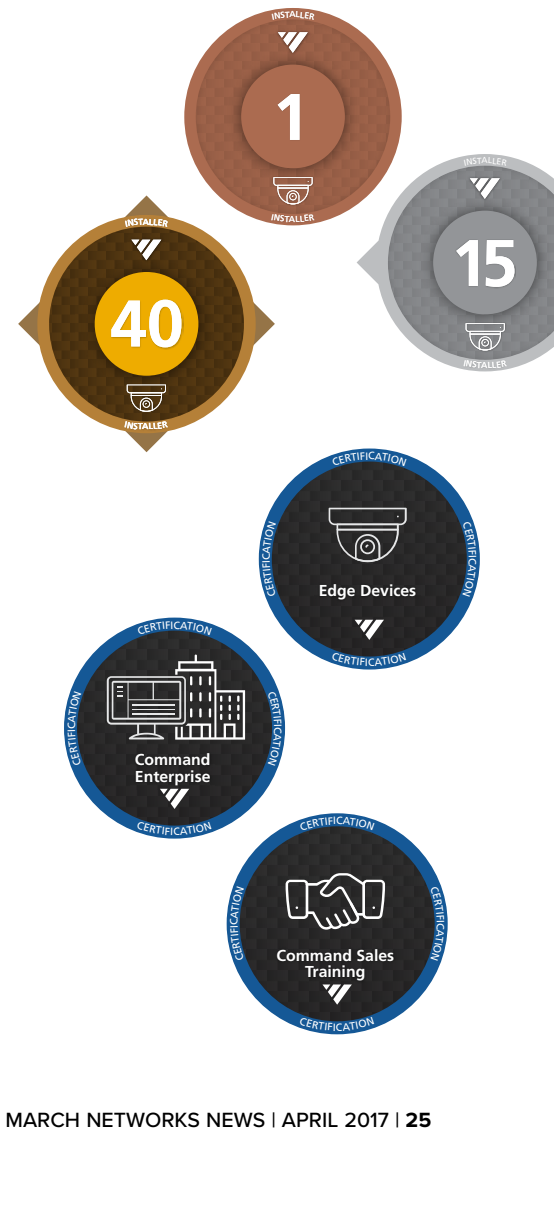 INSTALLER
1
INSTALLER
INSTALLER
15
INSTALLER
INSTALLER
40
INSTALLER
CERTIFICATION
CERTIFICATION
CERTIFICATION
Edge Devices
CERTIFICATION
CERTIFICATION
CERTIFICATION
CERTIFICATION
Command
Enterprise
CERTIFICATION
CERTIFICATION
CERTIFICATION
CERTIFICATION
Command Sales
Training
CERTIFICATION
MARCH NETWORKS NEWS | APRIL 2017 | 25